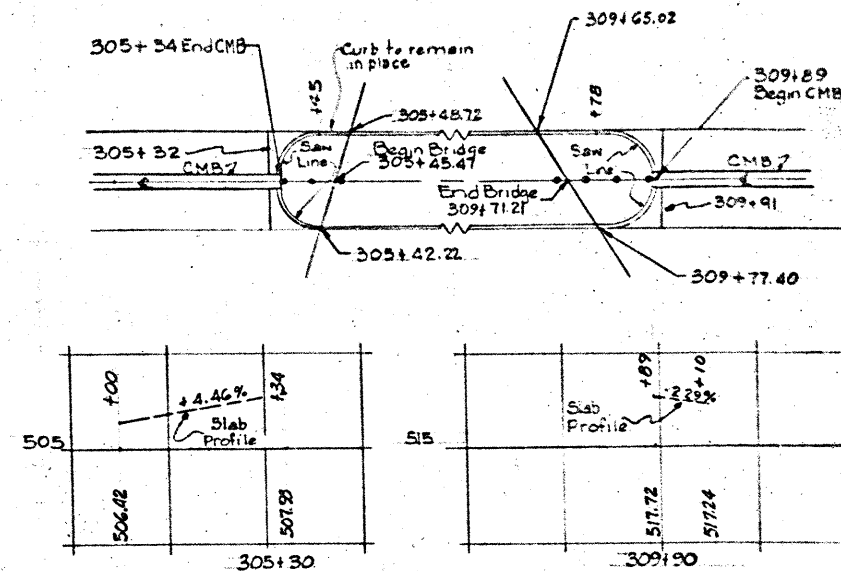 309+65.02
305+34 End CMB
Curb to remain
in place
+45
+78
309+89
Begin CMB
305+48.72
305+32
CMB
Saw
Line
Begin Bridge
305+45.47
Saw
Line
CMB
End Bridge
309+71.21
309+91
305+42.22
309+77.40
+00
+4.46%
+34
Slab
Profile
505
506.42
507.93
305+30
+89
+10
-2.29%
Slab
Profile
515
517.72
517.24
309+90